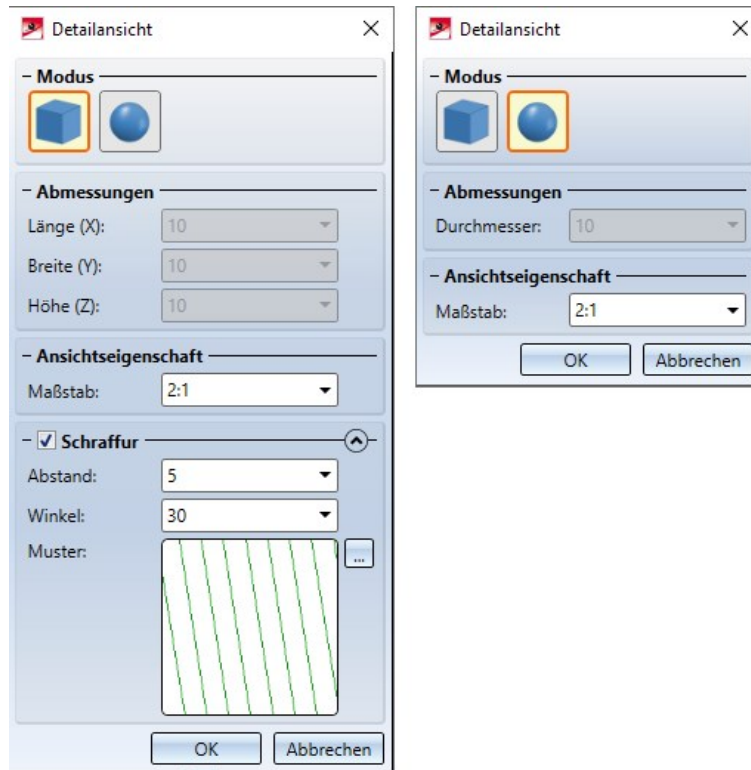 Detailansicht
Modus
Abmessungen
Länge (X): 10
Breite (Y): 10
Höhe (Z): 10
Ansichtseigenschaft
Maßstab: 2:1
Schraffur
Abstand: 5
Winkel: 30
Muster: ...
OK Abbrechen
Detailansicht
Modus
Abmessungen
Durchmesser: 10
Ansichtseigenschaft
Maßstab: 2:1
OK Abbrechen